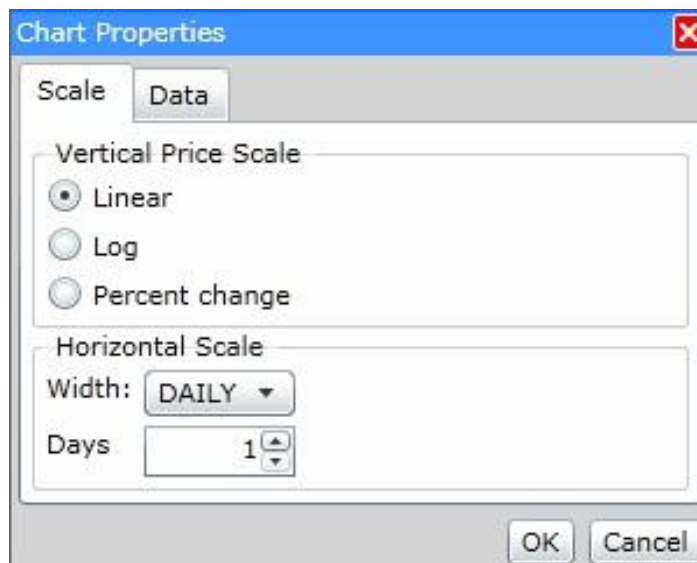 Chart Properties
Scale Data
Vertical Price Scale
Linear
Log
Percent change
Horizontal Scale
Width: DAILY
Days 1
OK Cancel